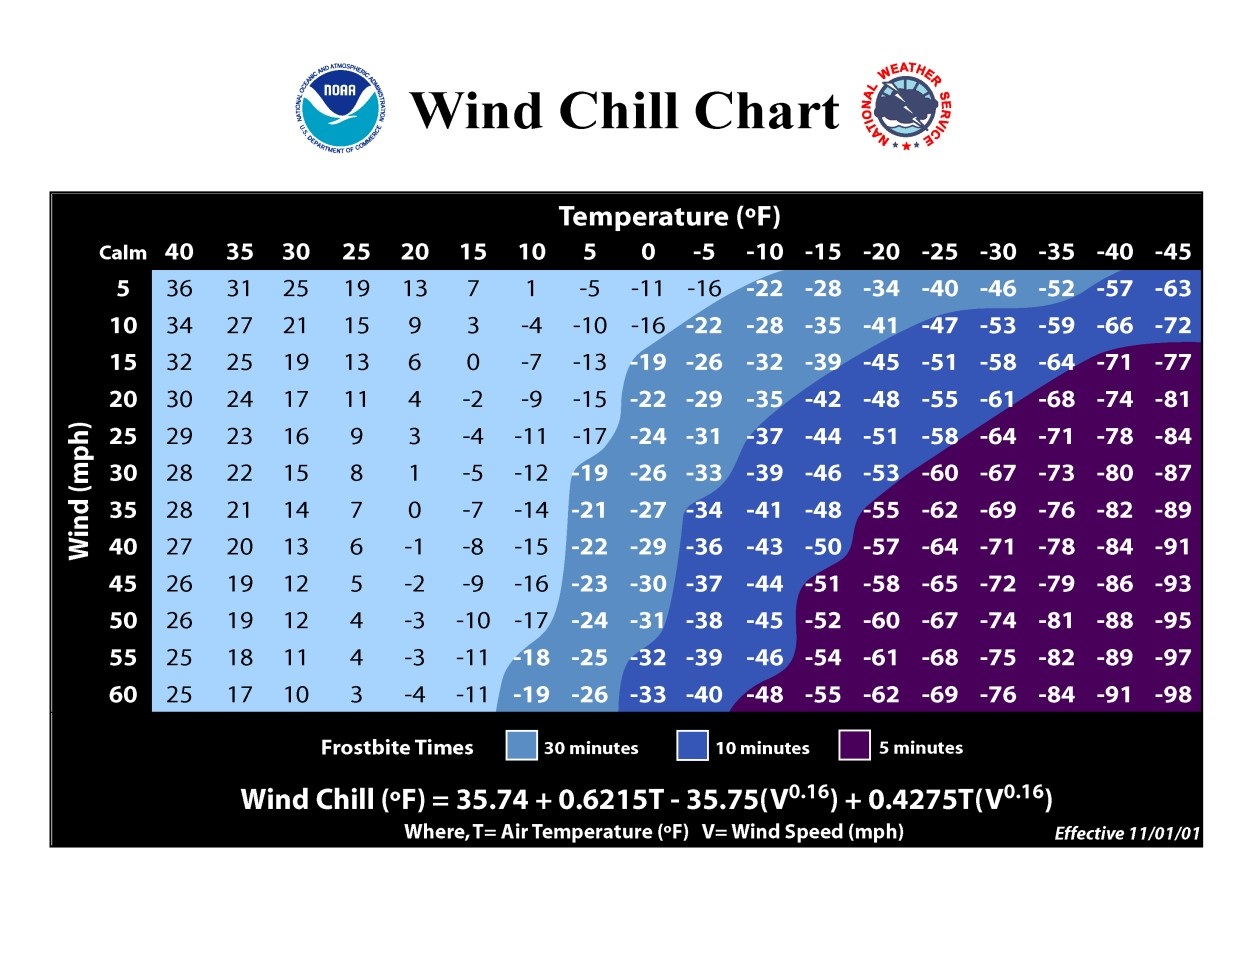 NATIONAL OCEANIC AND ATMOSPHERIC ADMINISTRATION
NOAA
U.S. DEPARTMENT OF COMMERCE
Wind Chill Chart
NATIONAL WEATHER SERVICE
Temperature (ºF)
Calm 40 35 30 25 20 15 10 5 0 -5 -10 -15 -20 -25 -30 -35 -40 -45
Wind (mph)
5 36 31 25 19 13 7 1 -5 -11 -16 -22 -28 -34 -40 -46 -52 -57 -63
10 34 27 21 15 9 3 -4 -10 -16 -22 -28 -35 -41 -47 -53 -59 -66 -72
15 32 25 19 13 6 0 -7 -13 -19 -26 -32 -39 -45 -51 -58 -64 -71 -77
20 30 24 17 11 4 -2 -9 -15 -22 -29 -35 -42 -48 -55 -61 -68 -74 -81
25 29 23 16 9 3 -4 -11 -17 -24 -31 -37 -44 -51 -58 -64 -71 -78 -84
30 28 22 15 8 1 -5 -12 -19 -26 -33 -39 -46 -53 -60 -67 -73 -80 -87
35 28 21 14 7 0 -7 -14 -21 -27 -34 -41 -48 -55 -62 -69 -76 -82 -89
40 27 20 13 6 -1 -8 -15 -22 -29 -36 -43 -50 -57 -64 -71 -78 -84 -91
45 26 19 12 5 -2 -9 -16 -23 -30 -37 -44 -51 -58 -65 -72 -79 -86 -93
50 26 19 12 4 -3 -10 -17 -24 -31 -38 -45 -52 -60 -67 -74 -81 -88 -95
55 25 18 11 4 -3 -11 -18 -25 -32 -39 -46 -54 -61 -68 -75 -82 -89 -97
60 25 17 10 3 -4 -11 -19 -26 -33 -40 -48 -55 -62 -69 -76 -84 -91 -98
Frostbite Times 30 minutes 10 minutes 5 minutes
Wind Chill (ºF) = 35.74 + 0.6215T - 35.75(V^0.16) + 0.4275T(V^0.16)
Where, T= Air Temperature (ºF) V= Wind Speed (mph)
Effective 11/01/01